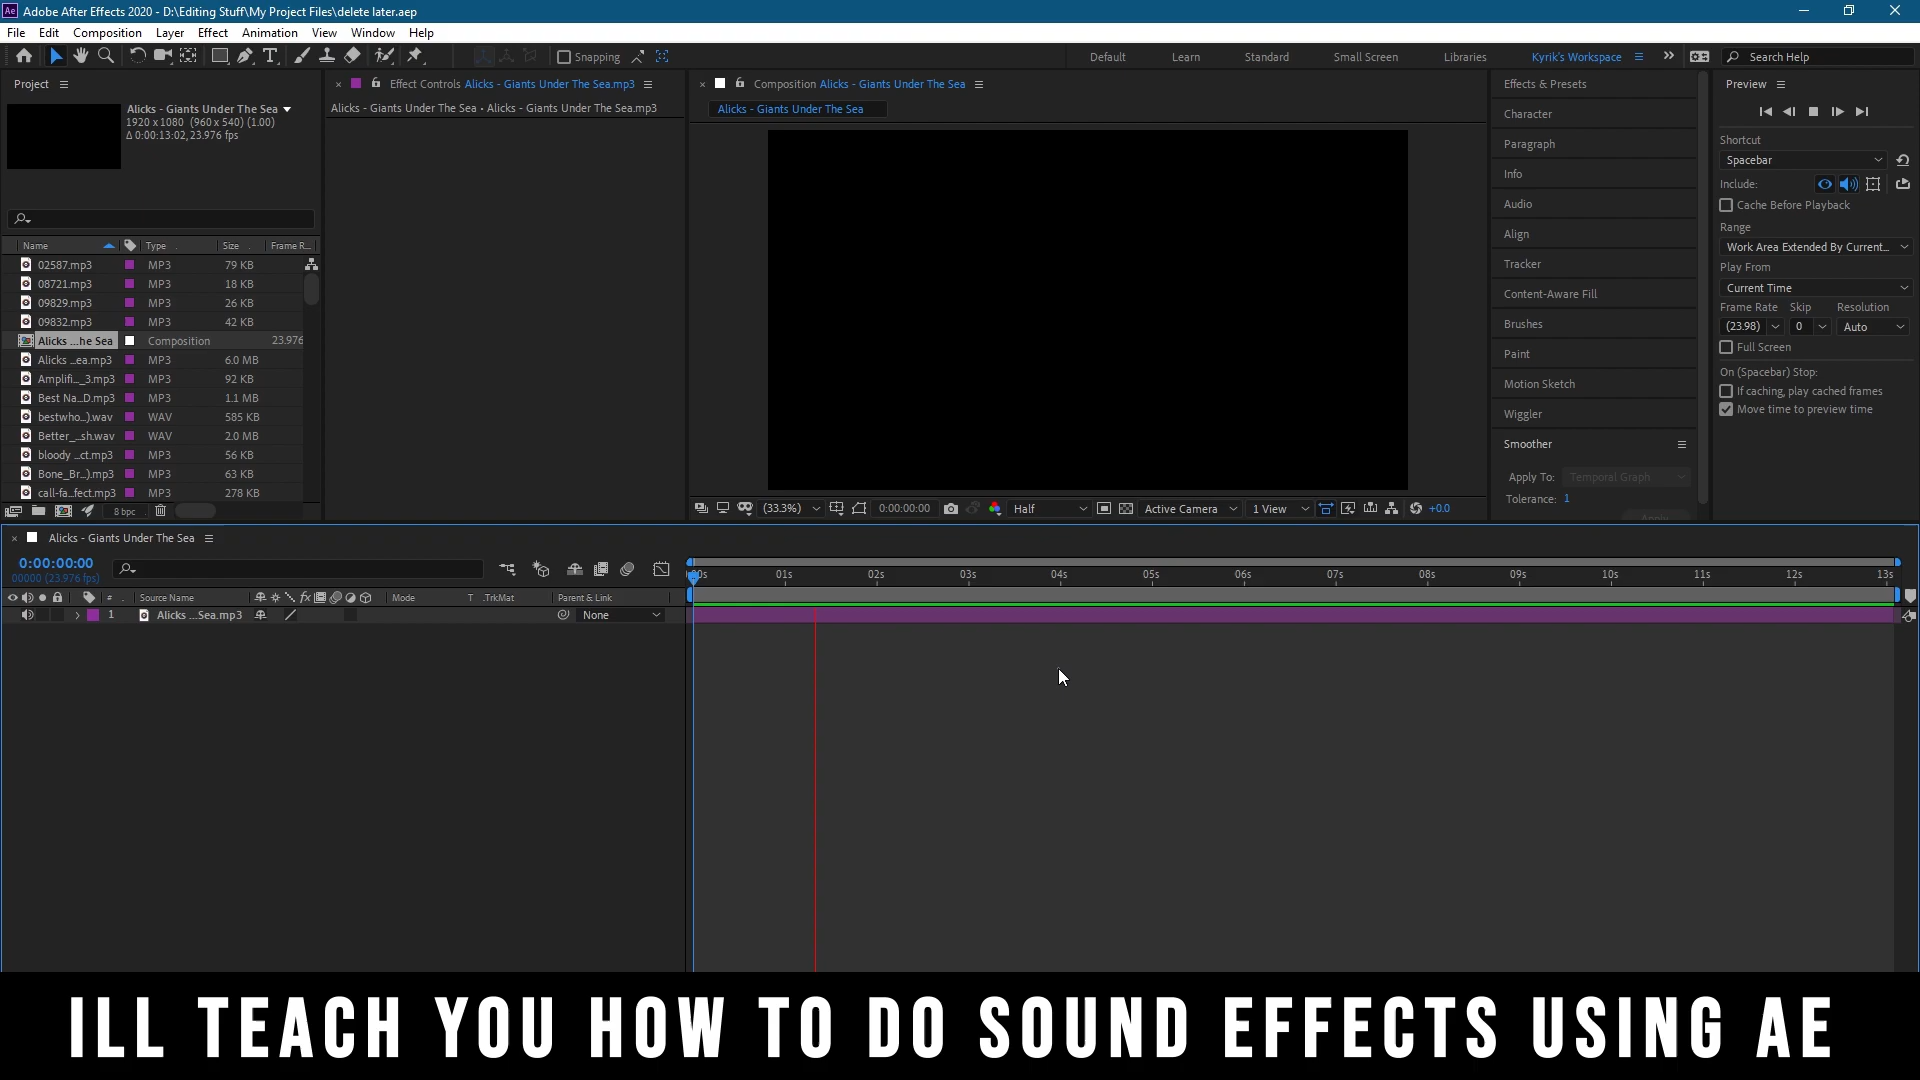 Adobe After Effects 2020 - D:\Editing Stuff\My Project Files\delete later.aep
File Edit Composition Layer Effect Animation View Window Help
Snapping Default Learn Standard Small Screen Libraries Kyrik's Workspace Search Help
Project
Alicks - Giants Under The Sea
1920 x 1080 (960 x 540) (1.00)
Δ 0:00:13:02, 23.976 fps
Name Type Size Frame R...
02587.mp3 MP3 79 KB
08721.mp3 MP3 18 KB
09829.mp3 MP3 26 KB
09832.mp3 MP3 42 KB
Alicks ...he Sea Composition 23.976
Alicks ...ea.mp3 MP3 6.0 MB
Amplifi..._3.mp3 MP3 92 KB
Best Na...D.mp3 MP3 1.1 MB
bestwho...).wav WAV 585 KB
Better_...sh.wav WAV 2.0 MB
bloody ...ct.mp3 MP3 56 KB
Bone_Br...).mp3 MP3 63 KB
call-fa...fect.mp3 MP3 278 KB
8 bpc
Effect Controls Alicks - Giants Under The Sea.mp3
Alicks - Giants Under The Sea • Alicks - Giants Under The Sea.mp3
Composition Alicks - Giants Under The Sea
Alicks - Giants Under The Sea
(33.3%) 0:00:00:00 Half Active Camera 1 View +0.0
Effects & Presets
Character
Paragraph
Info
Audio
Align
Tracker
Content-Aware Fill
Brushes
Paint
Motion Sketch
Wiggler
Smoother
Apply To: Temporal Graph
Tolerance: 1
Preview
Shortcut
Spacebar
Include:
Cache Before Playback
Range
Work Area Extended By Current...
Play From
Current Time
Frame Rate Skip Resolution
(23.98) 0 Auto
Full Screen
On (Spacebar) Stop:
If caching, play cached frames
Move time to preview time
Alicks - Giants Under The Sea
0:00:00:00
00000 (23.976 fps)
00s 01s 02s 03s 04s 05s 06s 07s 08s 09s 10s 11s 12s 13s
# Source Name fx Mode T .TrkMat Parent & Link
1 Alicks ...Sea.mp3 None
ILL TEACH YOU HOW TO DO SOUND EFFECTS USING AE